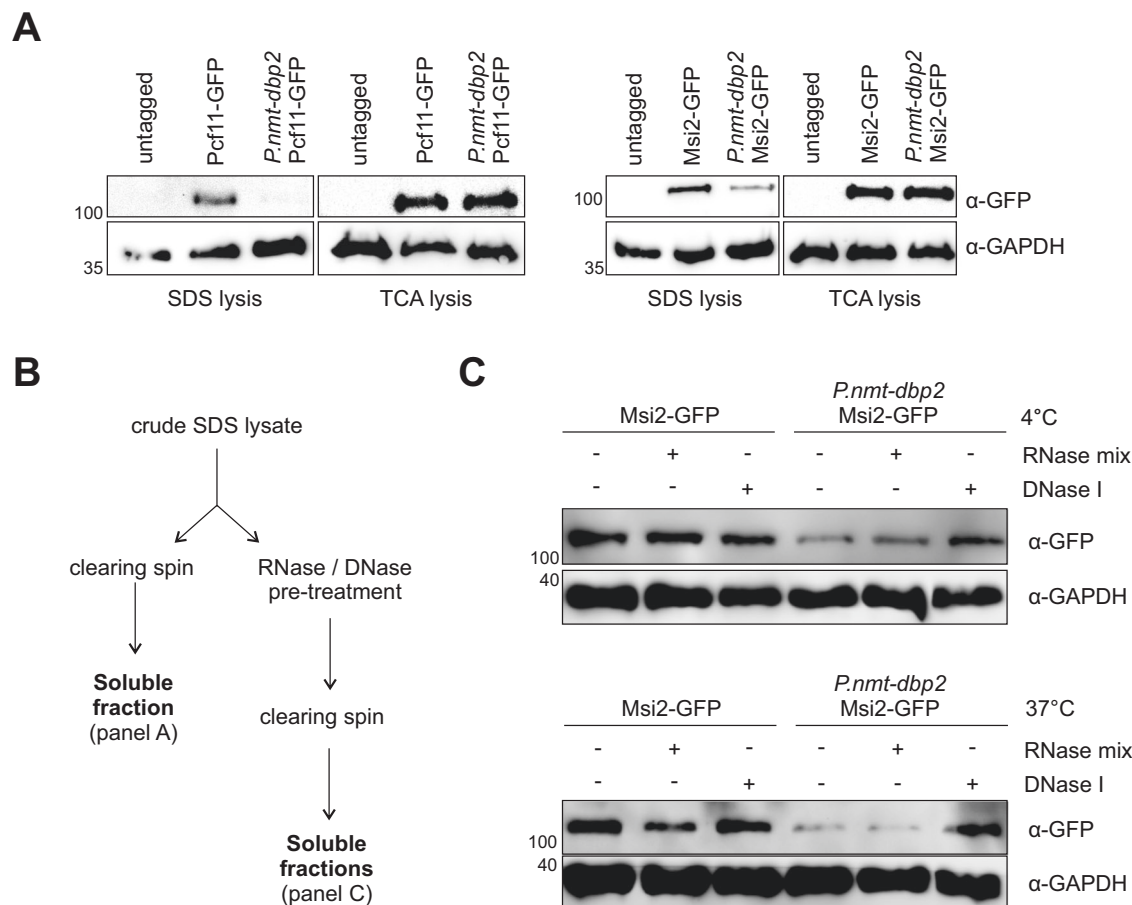 A
untagged
Pcf11-GFP
P.nmt-dbp2
Pcf11-GFP
untagged
Pcf11-GFP
P.nmt-dbp2
Pcf11-GFP
100
35
SDS lysis
TCA lysis
untagged
Msi2-GFP
P.nmt-dbp2
Msi2-GFP
untagged
Msi2-GFP
P.nmt-dbp2
Msi2-GFP
100
α-GFP
35
α-GAPDH
SDS lysis
TCA lysis
B
crude SDS lysate
clearing spin
RNase / DNase
pre-treatment
Soluble
fraction
(panel A)
clearing spin
Soluble
fractions
(panel C)
C
Msi2-GFP
P.nmt-dbp2
Msi2-GFP
4°C
- + - - + - RNase mix
- - + - - + DNase I
100
α-GFP
40
α-GAPDH
Msi2-GFP
P.nmt-dbp2
Msi2-GFP
37°C
- + - - + - RNase mix
- - + - - + DNase I
100
α-GFP
40
α-GAPDH